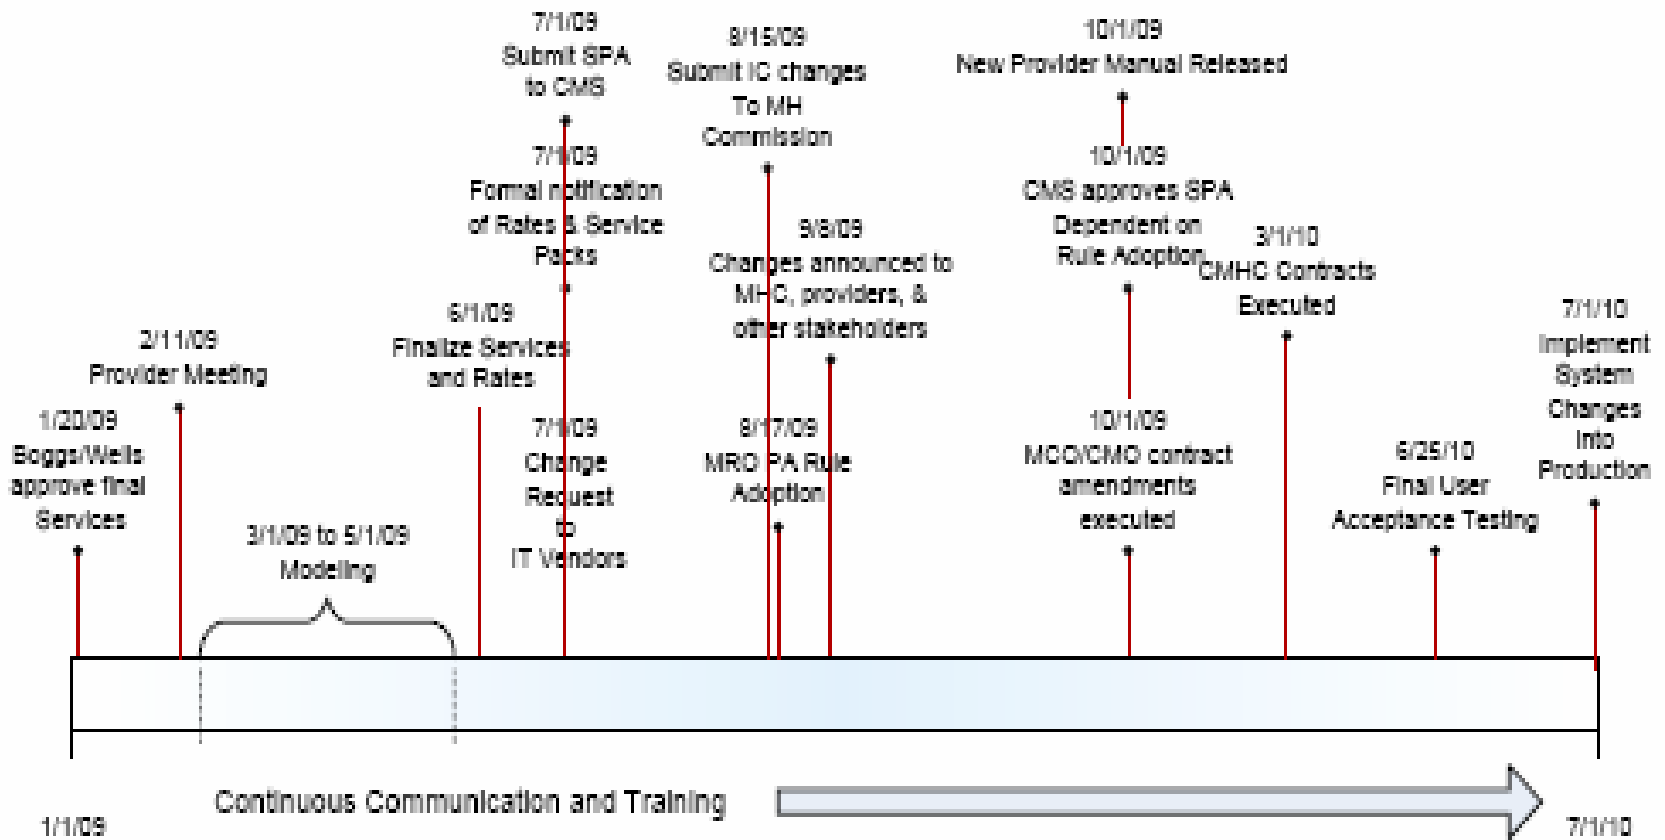 7/1/09
Submit SPA
to CMS
8/15/09
Submit IC changes
To MH
Commission
10/1/09
New Provider Manual Released
7/1/09
Formal notification
of Rates & Service
Packs
10/1/09
CMS approves SPA
Dependent on
Rule Adoption
9/8/09
Changes announced to
MHC, providers, &
other stakeholders
3/1/10
CMHC Contracts
Executed
6/1/09
Finalize Services
and Rates
7/1/10
Implement
System
Changes
Into
Production
2/11/09
Provider Meeting
1/20/09
Boggs/Wells
approve final
Services
7/1/09
Change
Request
to
IT Vendors
8/17/09
MRO PA Rule
Adoption
10/1/09
MCO/CMO contract
amendments
executed
6/25/10
Final User
Acceptance Testing
3/1/09 to 5/1/09
Modeling
Continuous Communication and Training
1/1/09
7/1/10